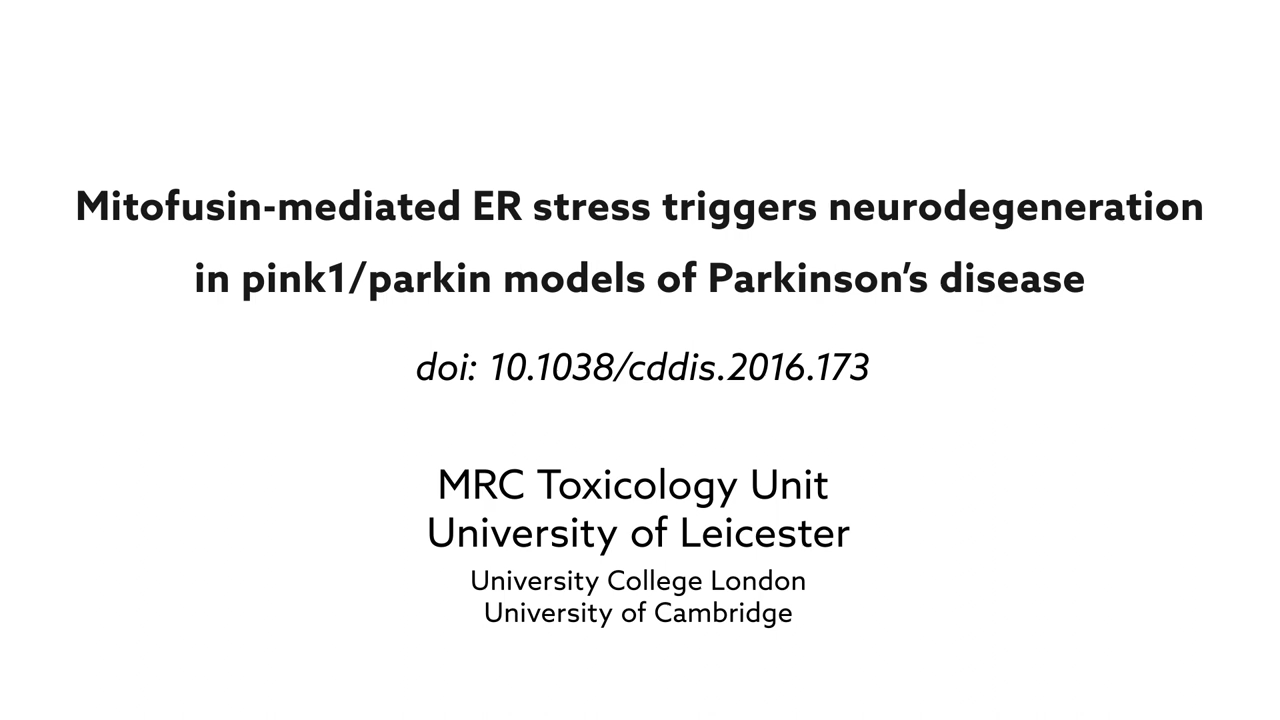 Mitofusin-mediated ER stress triggers neurodegeneration
in pink1/parkin models of Parkinson’s disease
doi: 10.1038/cddis.2016.173
MRC Toxicology Unit
University of Leicester
University College London
University of Cambridge